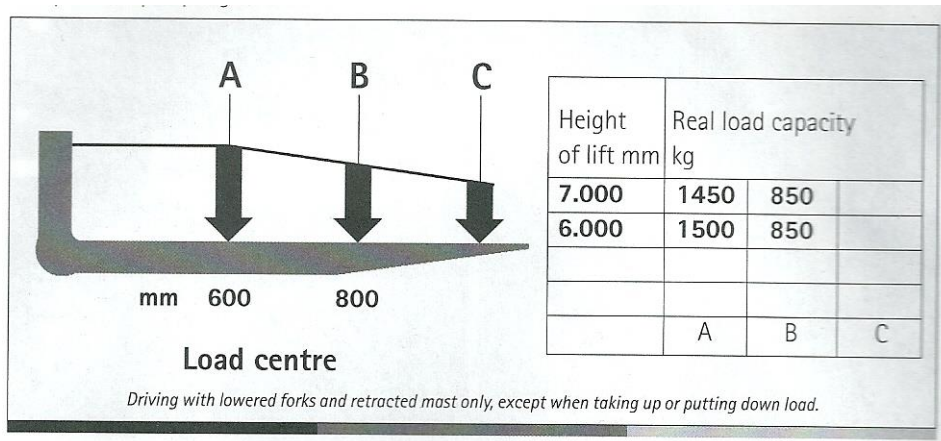 A B C
mm 600 800
Load centre
Height of lift mm Real load capacity kg
7.000 1450 850
6.000 1500 850
A B C
Driving with lowered forks and retracted mast only, except when taking up or putting down load.